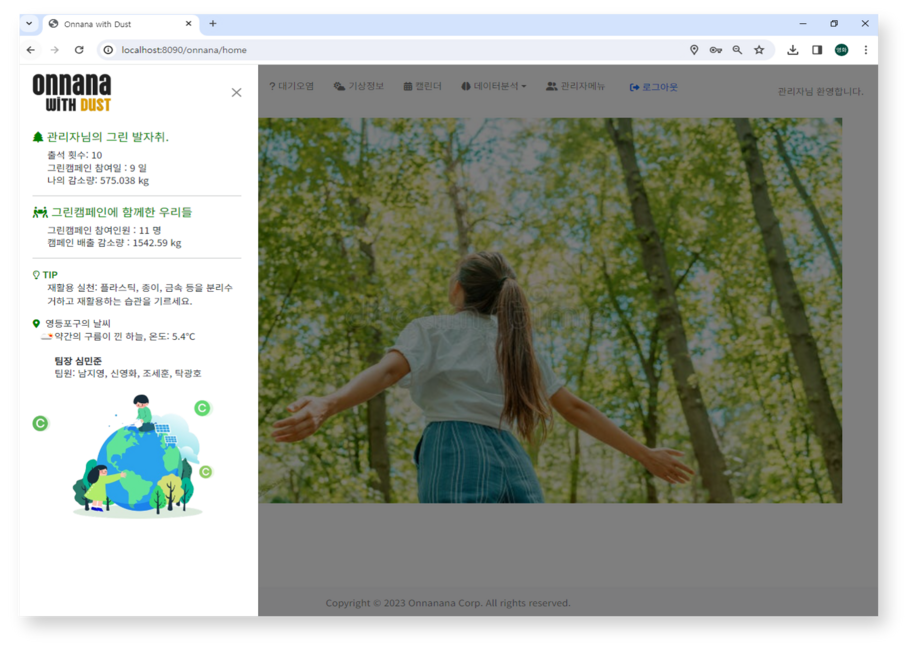 Onnana with Dust
localhost:8090/onnana/home
영화
onnana
WITH DUST
? 대기오염 기상정보 캘린더 데이터분석 관리자메뉴 로그아웃
관리자님 환영합니다.
관리자님의 그린 발자취.
출석 횟수: 10
그린캠페인 참여일 : 9 일
나의 감소량: 575.038 kg
그린캠페인에 함께한 우리들
그린캠페인 참여인원 : 11 명
캠페인 배출 감소량 : 1542.59 kg
TIP
재활용 실천: 플라스틱, 종이, 금속 등을 분리수
거하고 재활용하는 습관을 기르세요.
영등포구의 날씨
약간의 구름이 낀 하늘, 온도: 5.4°C
팀장 심민준
팀원: 남지영, 신영화, 조세훈, 탁광호
C
C
C
Copyright © 2023 Onnanana Corp. All rights reserved.